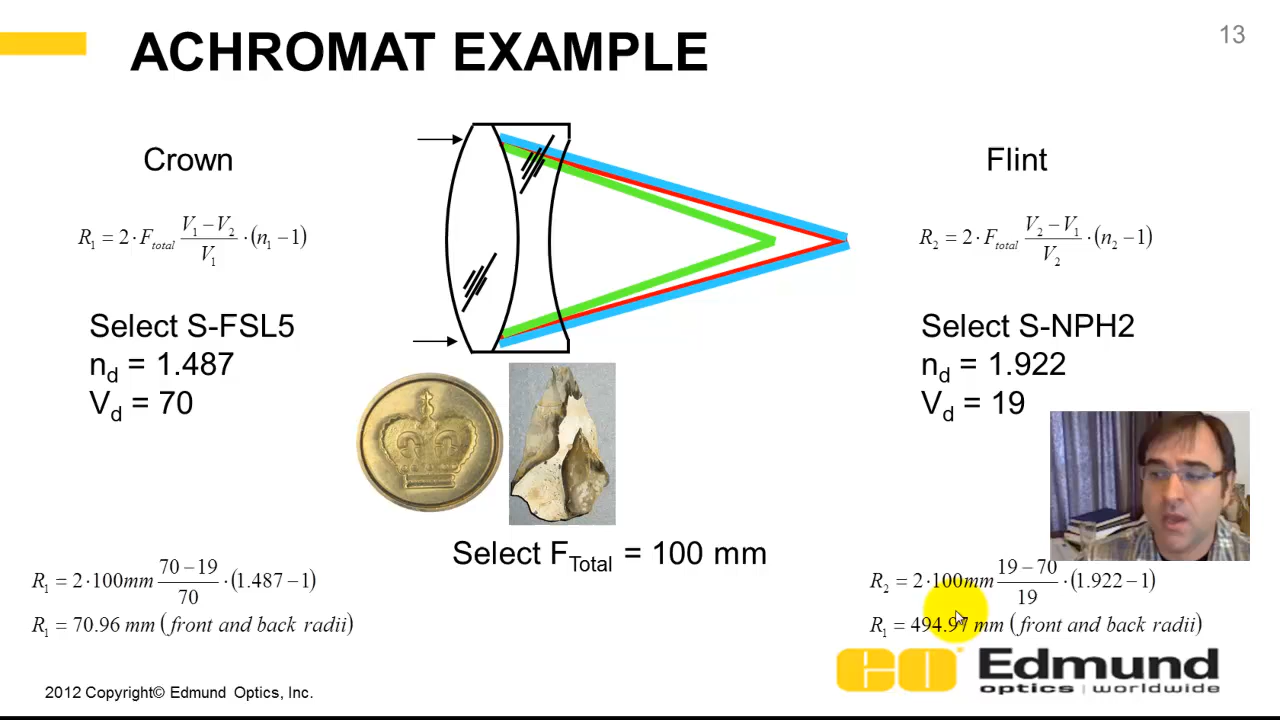 ACHROMAT EXAMPLE
13
Crown
R₁ = 2 · F_total (V₁ − V₂)/V₁ · (n₁ − 1)
Select S-FSL5
n_d = 1.487
V_d = 70
Flint
R₂ = 2 · F_total (V₂ − V₁)/V₂ · (n₂ − 1)
Select S-NPH2
n_d = 1.922
V_d = 19
Select F_Total = 100 mm
R₁ = 2·100mm (70 − 19)/70 · (1.487 − 1)
R₁ = 70.96 mm (front and back radii)
R₂ = 2·100mm (19 − 70)/19 · (1.922 − 1)
R₁ = 494.97 mm (front and back radii)
EO
Edmund
optics | worldwide
2012 Copyright© Edmund Optics, Inc.